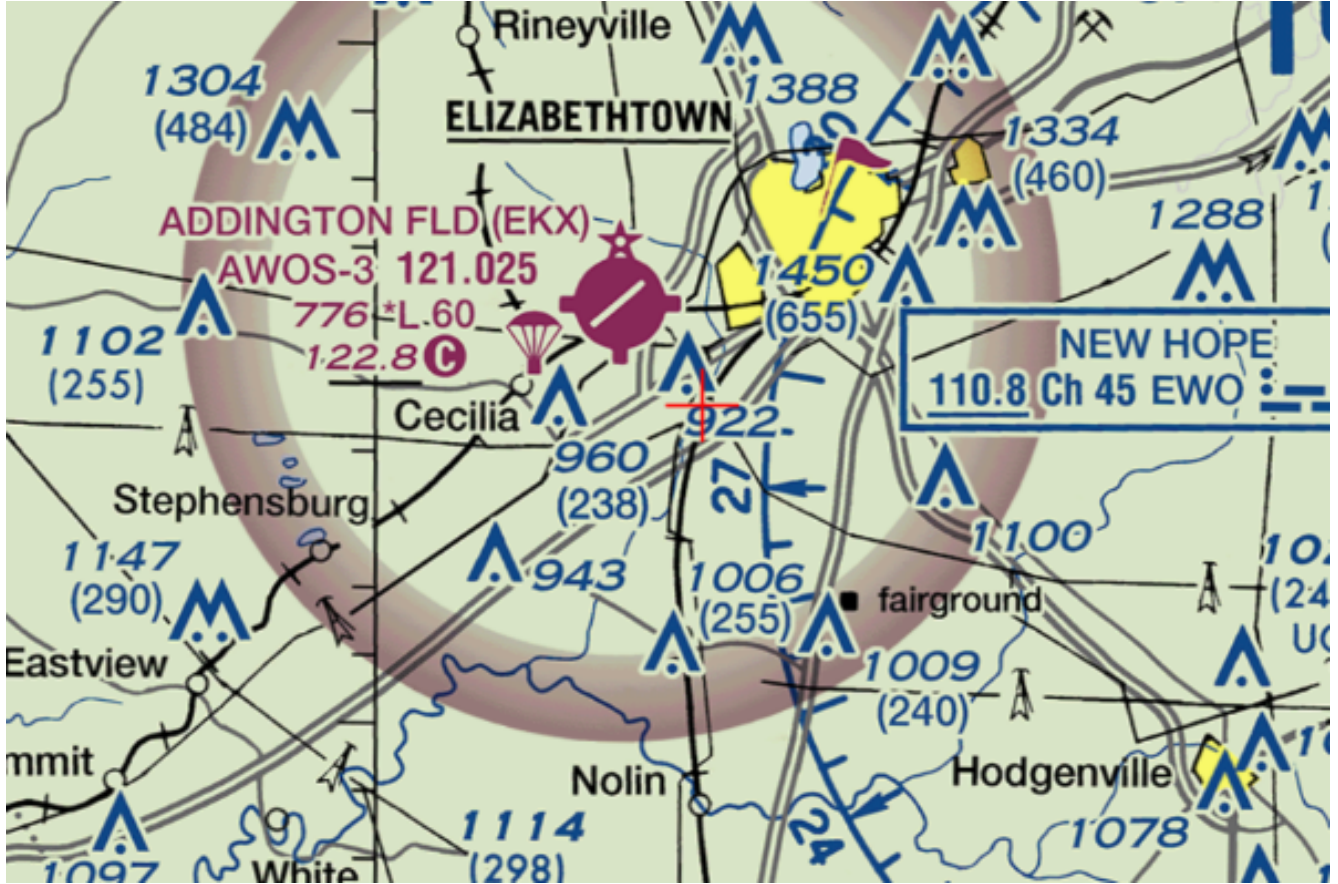 Rineyville
1304
(484)
1388
ELIZABETHTOWN
1334
(460)
1288
ADDINGTON FLD (EKX)
AWOS-3 121.025
776 *L 60
122.8 C
1450
(655)
1102
(255)
NEW HOPE
110.8 Ch 45 EWO
Cecilia
922
960
(238)
27
Stephensburg
1100
1147
(290)
943
1006
(255)
fairground
Eastview
1009
(240)
mmit
Nolin
Hodgenville
1114
(298)
24
1078
1097
White